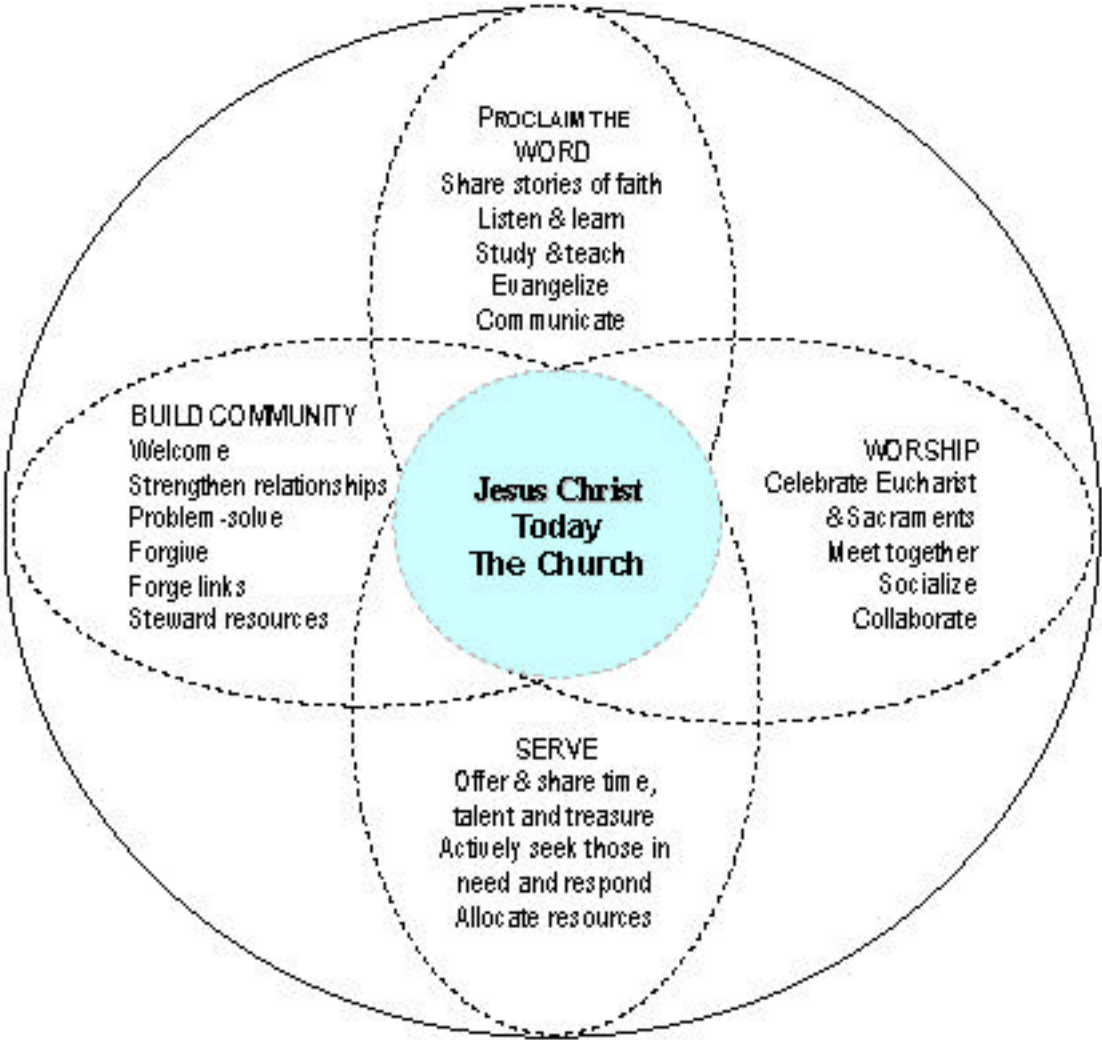 PROCLAIM THE
WORD
Share stories of faith
Listen & learn
Study & teach
Evangelize
Communicate
BUILD COMMUNITY
Welcome
Strengthen relationships
Problem-solve
Forgive
Forge links
Steward resources
Jesus Christ
Today
The Church
WORSHIP
Celebrate Eucharist
& Sacraments
Meet together
Socialize
Collaborate
SERVE
Offer & share time,
talent and treasure
Actively seek those in
need and respond
Allocate resources